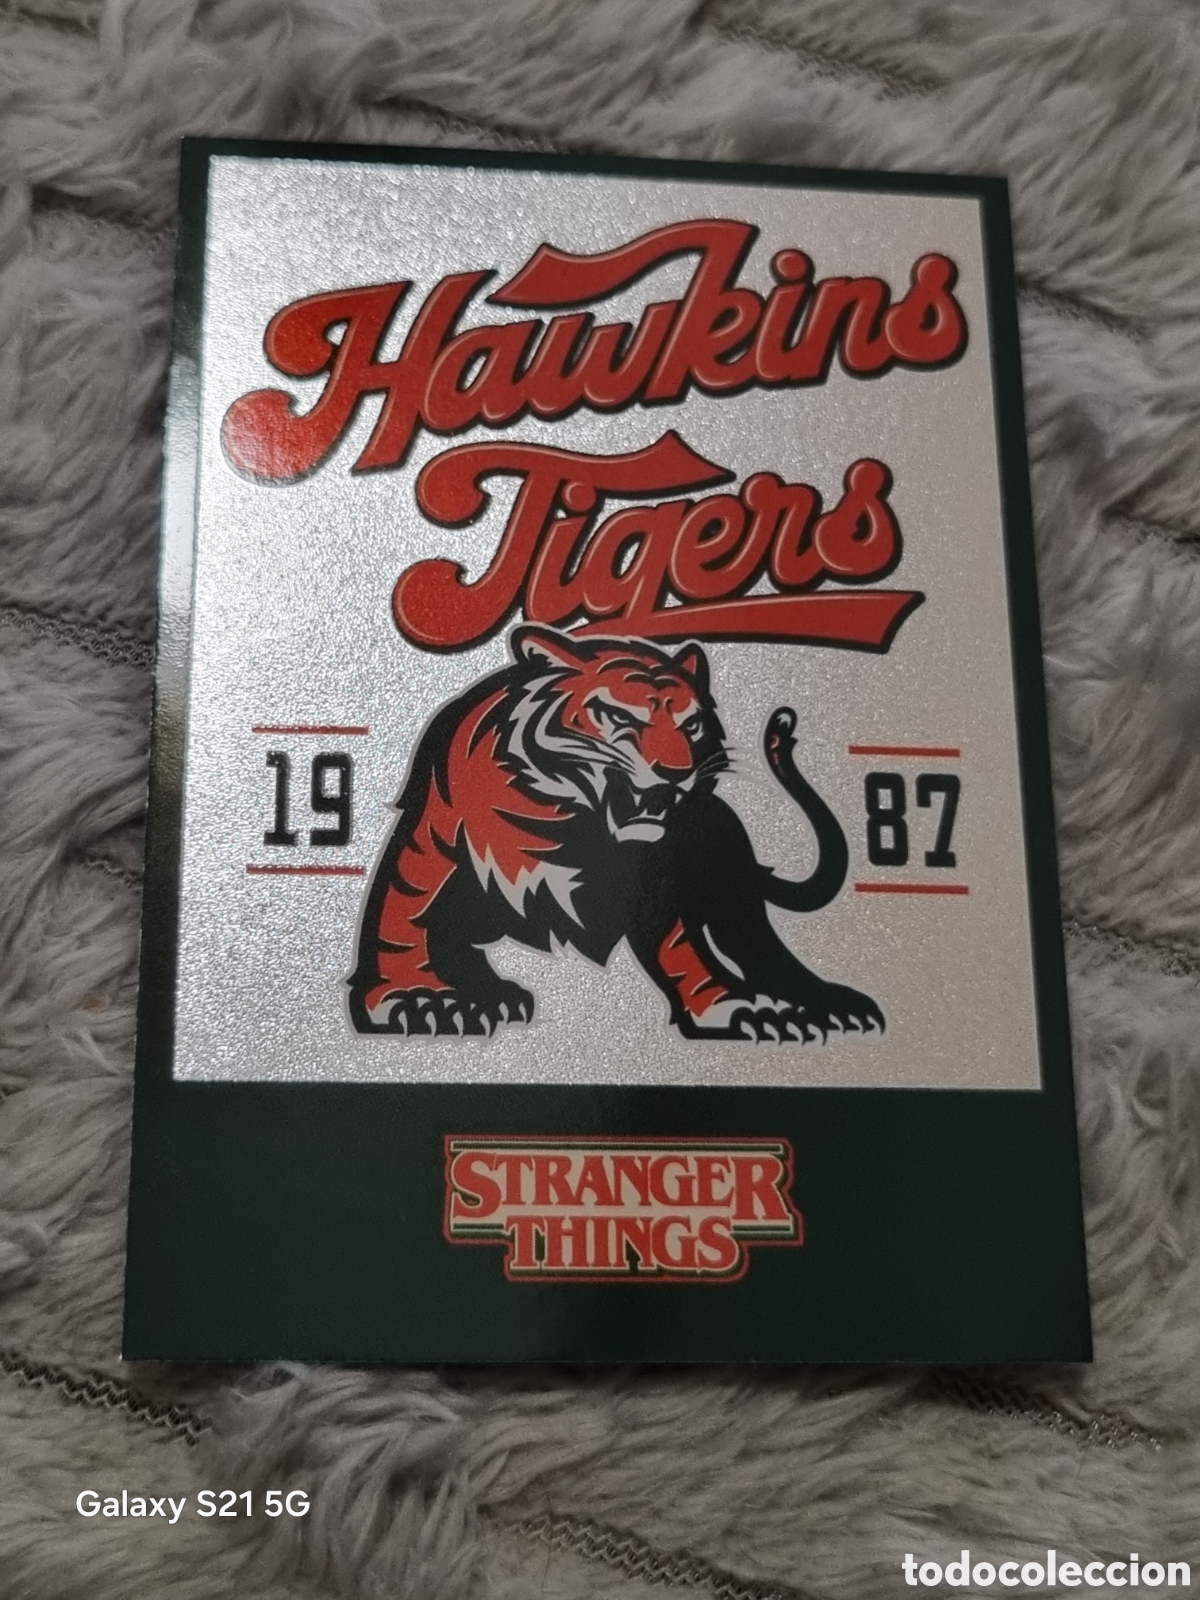 Hawkins
Tigers
19 87
STRANGER
THINGS
Galaxy S21 5G
todocoleccion